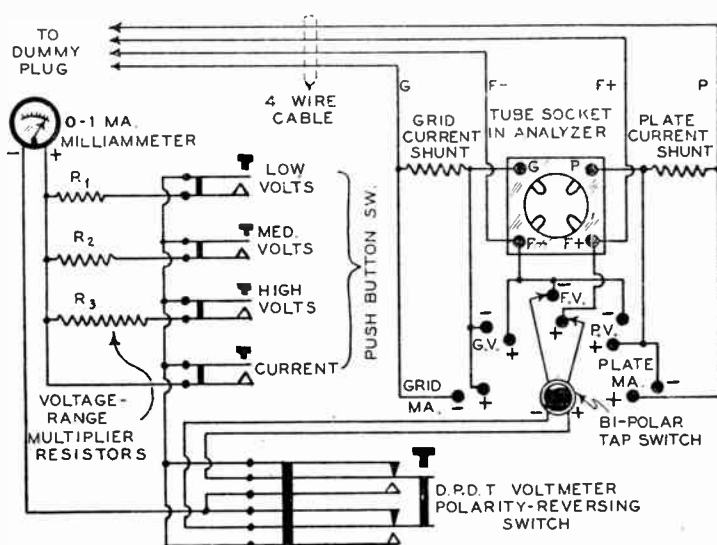 TO
DUMMY
PLUG
4 WIRE
CABLE
G
F-
F+
P
0-1 MA.
MILLIAMMETER
-
+
GRID
CURRENT
SHUNT
TUBE SOCKET
IN ANALYZER
PLATE
CURRENT
SHUNT
G
P
F-
F+
R1
R2
R3
LOW
VOLTS
MED.
VOLTS
HIGH
VOLTS
CURRENT
PUSH BUTTON SW.
VOLTAGE-
RANGE
MULTIPLIER
RESISTORS
-
F.V.
+
-
G.V.
+
-
P.V.
+
GRID
MA.
-
+
PLATE
MA.
-
+
-
+
BI-POLAR
TAP SWITCH
D.P.D.T VOLTMETER
POLARITY-REVERSING
SWITCH